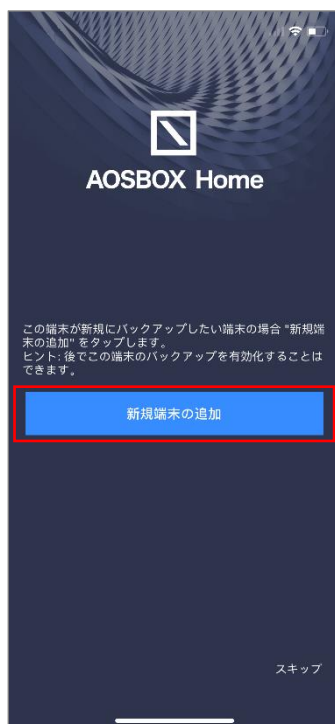 AOSBOX Home
この端末が新規にバックアップしたい端末の場合 "新規端
末の追加" をタップします。
ヒント: 後でこの端末のバックアップを有効化することは
できます。
新規端末の追加
スキップ